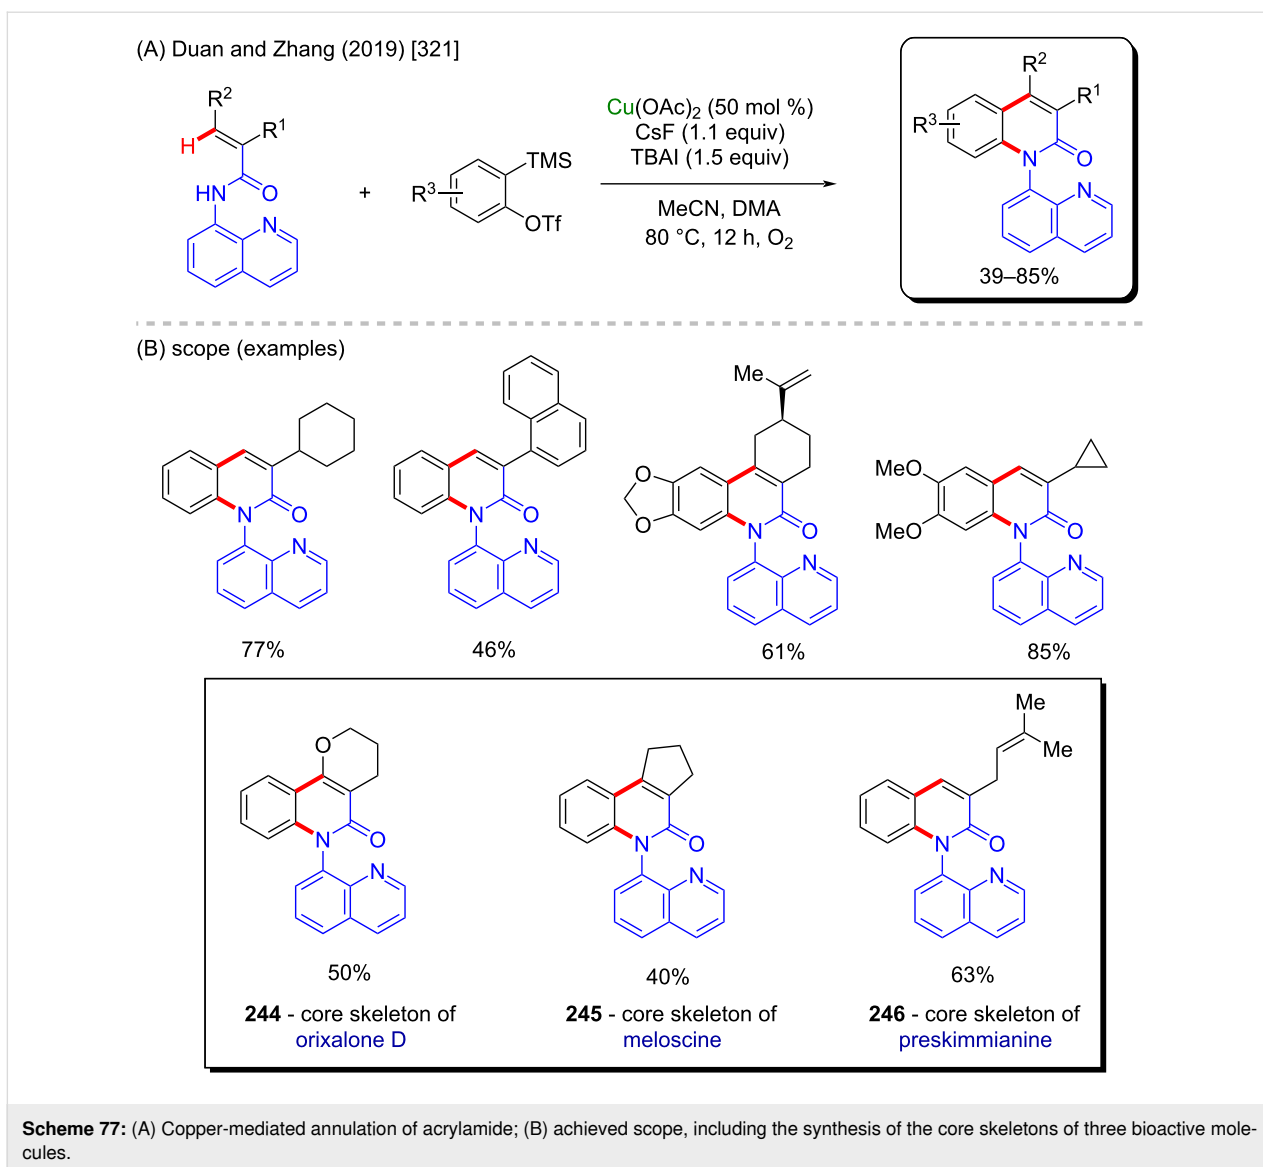 (A) Duan and Zhang (2019) [321]
R²
H
R¹
HN
O
N
+
R³
TMS
OTf
Cu(OAc)₂ (50 mol %)
CsF (1.1 equiv)
TBAI (1.5 equiv)
MeCN, DMA
80 °C, 12 h, O₂
R²
R¹
R³
N
O
N
39–85%
(B) scope (examples)
N
O
N
77%
N
O
N
46%
Me
O
O
N
O
N
61%
MeO
MeO
N
O
N
85%
O
N
O
N
50%
244 - core skeleton of
orixalone D
N
O
N
40%
245 - core skeleton of
meloscine
Me
Me
N
O
N
63%
246 - core skeleton of
preskimmianine
Scheme 77: (A) Copper-mediated annulation of acrylamide; (B) achieved scope, including the synthesis of the core skeletons of three bioactive mole-
cules.